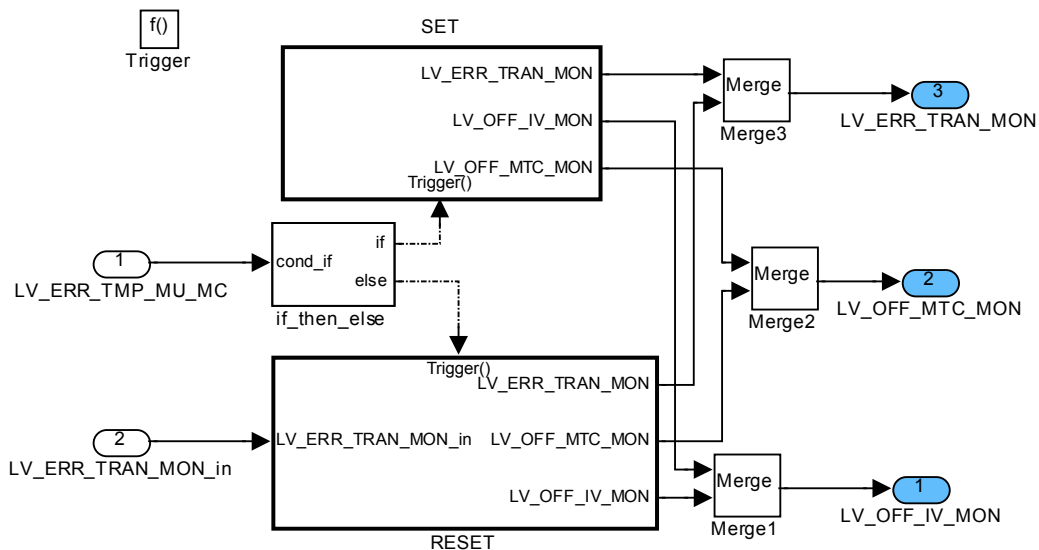 f()
Trigger
SET
LV_ERR_TRAN_MON
LV_OFF_IV_MON
LV_OFF_MTC_MON
Trigger()
Merge
Merge3
3
LV_ERR_TRAN_MON
1
LV_ERR_TMP_MU_MC
cond_if
if
else
if_then_else
Merge
Merge2
2
LV_OFF_MTC_MON
Trigger()
LV_ERR_TRAN_MON
2
LV_ERR_TRAN_MON_in
LV_ERR_TRAN_MON_in
LV_OFF_MTC_MON
LV_OFF_IV_MON
RESET
Merge
Merge1
1
LV_OFF_IV_MON